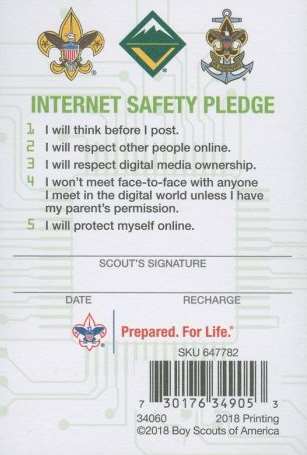 INTERNET SAFETY PLEDGE
1 I will think before I post.
2 I will respect other people online.
3 I will respect digital media ownership.
4 I won't meet face-to-face with anyone
I meet in the digital world unless I have
my parent's permission.
5 I will protect myself online.
SCOUT'S SIGNATURE
DATE RECHARGE
Prepared. For Life.®
SKU 647782
7 30176 34905 3
34060 2018 Printing
©2018 Boy Scouts of America